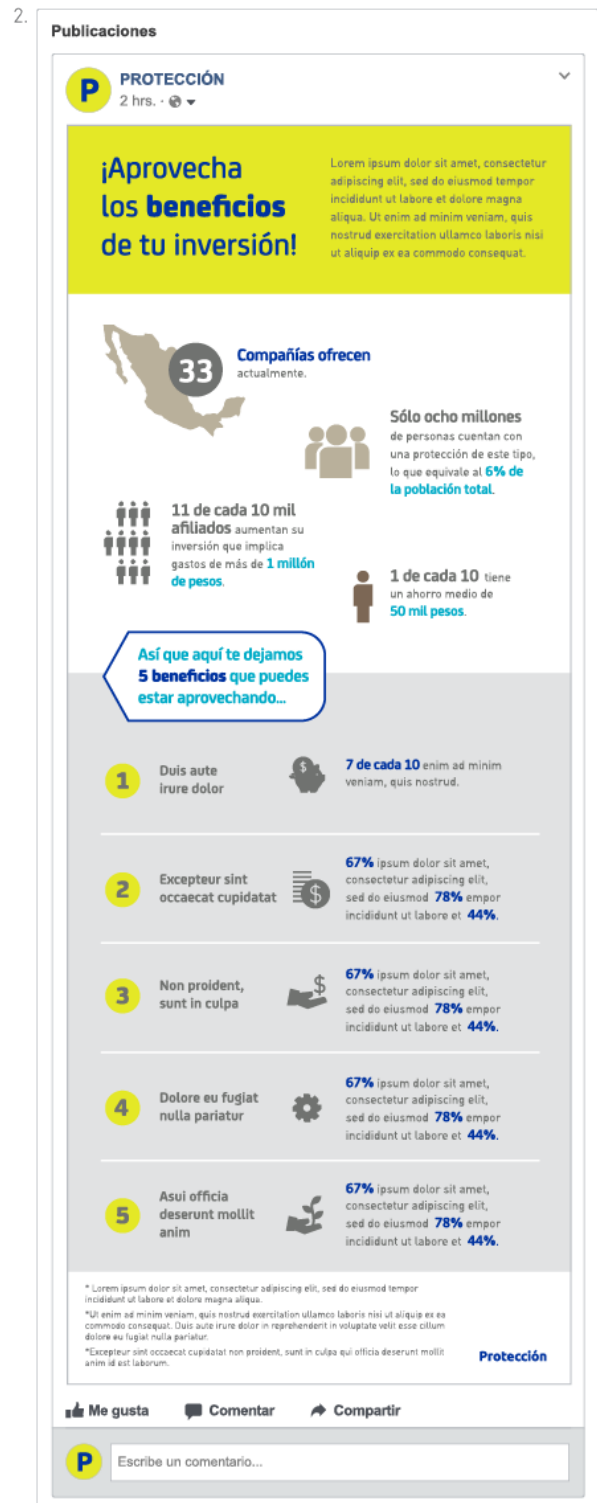 2.
Publicaciones
P
PROTECCIÓN
2 hrs. ·
¡Aprovecha
los beneficios
de tu inversión!
Lorem ipsum dolor sit amet, consectetur
adipiscing elit, sed do eiusmod tempor
incididunt ut labore et dolore magna
aliqua. Ut enim ad minim veniam, quis
nostrud exercitation ullamco laboris nisi
ut aliquip ex ea commodo consequat.
33
Compañías ofrecen
actualmente.
Sólo ocho millones
de personas cuentan con
una protección de este tipo,
lo que equivale al 6% de
la población total.
11 de cada 10 mil
afiliados aumentan su
inversión que implica
gastos de más de 1 millón
de pesos.
1 de cada 10 tiene
un ahorro medio de
50 mil pesos.
Así que aquí te dejamos
5 beneficios que puedes
estar aprovechando...
1
Duis aute
irure dolor
$
7 de cada 10 enim ad minim
veniam, quis nostrud.
2
Excepteur sint
occaecat cupidatat
$
67% ipsum dolor sit amet,
consectetur adipiscing elit,
sed do eiusmod 78% empor
incididunt ut labore et 44%.
3
Non proident,
sunt in culpa
$
67% ipsum dolor sit amet,
consectetur adipiscing elit,
sed do eiusmod 78% empor
incididunt ut labore et 44%.
4
Dolore eu fugiat
nulla pariatur
67% ipsum dolor sit amet,
consectetur adipiscing elit,
sed do eiusmod 78% empor
incididunt ut labore et 44%.
5
Asui officia
deserunt mollit
anim
67% ipsum dolor sit amet,
consectetur adipiscing elit,
sed do eiusmod 78% empor
incididunt ut labore et 44%.
* Lorem ipsum dolor sit amet, consectetur adipiscing elit, sed do eiusmod tempor
incididunt ut labore et dolore magna aliqua.
*Ut enim ad minim veniam, quis nostrud exercitation ullamco laboris nisi ut aliquip ex ea
commodo consequat. Duis aute irure dolor in reprehenderit in voluptate velit esse cillum
dolore eu fugiat nulla pariatur.
*Excepteur sint occaecat cupidatat non proident, sunt in culpa qui officia deserunt mollit
anim id est laborum.
Protección
Me gusta
Comentar
Compartir
P
Escribe un comentario...